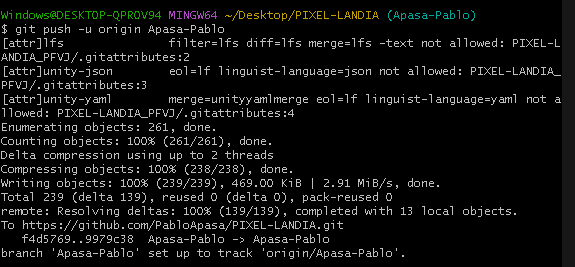 Windows@DESKTOP-QPROV94 MINGW64 ~/Desktop/PIXEL-LANDIA (Apasa-Pablo)
$ git push -u origin Apasa-Pablo
[attr]lfs               filter=lfs diff=lfs merge=lfs -text not allowed: PIXEL-L
ANDIA_PFVJ/.gitattributes:2
[attr]unity-json        eol=lf linguist-language=json not allowed: PIXEL-LANDIA_
PFVJ/.gitattributes:3
[attr]unity-yaml        merge=unityyamlmerge eol=lf linguist-language=yaml not a
llowed: PIXEL-LANDIA_PFVJ/.gitattributes:4
Enumerating objects: 261, done.
Counting objects: 100% (261/261), done.
Delta compression using up to 2 threads
Compressing objects: 100% (238/238), done.
Writing objects: 100% (239/239), 469.00 KiB | 2.91 MiB/s, done.
Total 239 (delta 139), reused 0 (delta 0), pack-reused 0
remote: Resolving deltas: 100% (139/139), completed with 13 local objects.
To https://github.com/PabloApasa/PIXEL-LANDIA.git
   f4d5769..9979c38  Apasa-Pablo -> Apasa-Pablo
branch 'Apasa-Pablo' set up to track 'origin/Apasa-Pablo'.